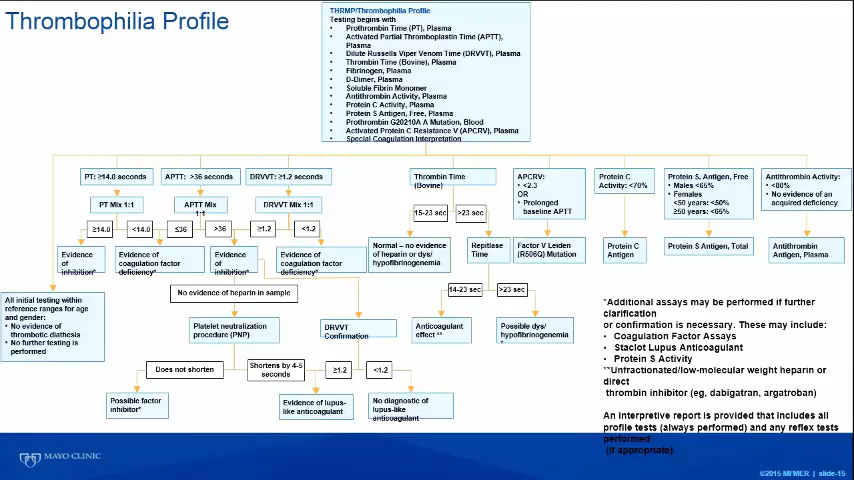 Thrombophilia Profile
THRMP/Thrombophilia Profile
Testing begins with
• Prothrombin Time (PT), Plasma
• Activated Partial Thromboplastin Time (APTT),
Plasma
• Dilute Russells Viper Venom Time (DRVVT), Plasma
• Thrombin Time (Bovine), Plasma
• Fibrinogen, Plasma
• D-Dimer, Plasma
• Soluble Fibrin Monomer
• Antithrombin Activity, Plasma
• Protein C Activity, Plasma
• Protein S Antigen, Free, Plasma
• Prothrombin G20210A A Mutation, Blood
• Activated Protein C Resistance V (APCRV), Plasma
• Special Coagulation Interpretation
PT: ≥14.0 seconds
APTT: >36 seconds
DRVVT: ≥1.2 seconds
Thrombin Time
(Bovine)
APCRV:
• <2.3
OR
• Prolonged
baseline APTT
Protein C
Activity: <70%
Protein S. Antigen, Free
• Males <65%
• Females
<50 years: <50%
≥50 years: <65%
Antithrombin Activity:
• <80%
• No evidence of an
acquired deficiency
PT Mix 1:1
APTT Mix
1:1
DRVVT Mix 1:1
15-23 sec
>23 sec
≥14.0
<14.0
≤36
>36
≥1.2
<1.2
Evidence
of
inhibition*
Evidence of
coagulation factor
deficiency*
Evidence
of
inhibition*
Evidence of
coagulation factor
deficiency*
Normal – no evidence
of heparin or dys/
hypofibrinogenemia
Reptilase
Time
Factor V Leiden
(R506Q) Mutation
Protein C
Antigen
Protein S Antigen, Total
Antithrombin
Antigen, Plasma
No evidence of heparin in sample
14-23 sec
>23 sec
All initial testing within
reference ranges for age
and gender:
• No evidence of
thrombotic diathesis
• No further testing is
performed
Platelet neutralization
procedure (PNP)
DRVVT
Confirmation
Anticoagulant
effect **
Possible dys/
hypofibrinogenemia
*
Does not shorten
Shortens by 4-5
seconds
≥1.2
<1.2
Possible factor
inhibitor*
Evidence of lupus-
like anticoagulant
No diagnostic of
lupus-like
anticoagulant
*Additional assays may be performed if further
clarification
or confirmation is necessary. These may include:
• Coagulation Factor Assays
• Staclot Lupus Anticoagulant
• Protein S Activity
**Unfractionated/low-molecular weight heparin or
direct
thrombin inhibitor (eg, dabigatran, argatroban)
An interpretive report is provided that includes all
profile tests (always performed) and any reflex tests
performed
(if appropriate).
MAYO CLINIC
©2015 MFMER | slide-15